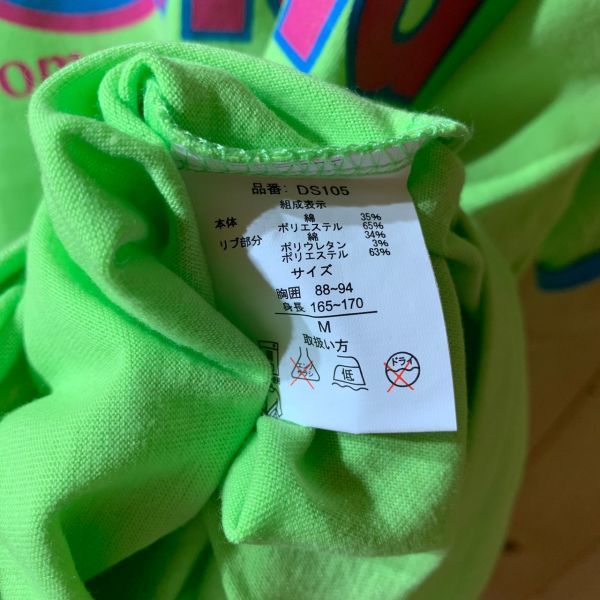 om
品番: DS105
組成表示
本体 綿 35%
ポリエステル 65%
リブ部分 綿 34%
ポリウレタン 3%
ポリエステル 63%
サイズ
胸囲 88~94
身長 165~170
M
取扱い方
低
ドライ